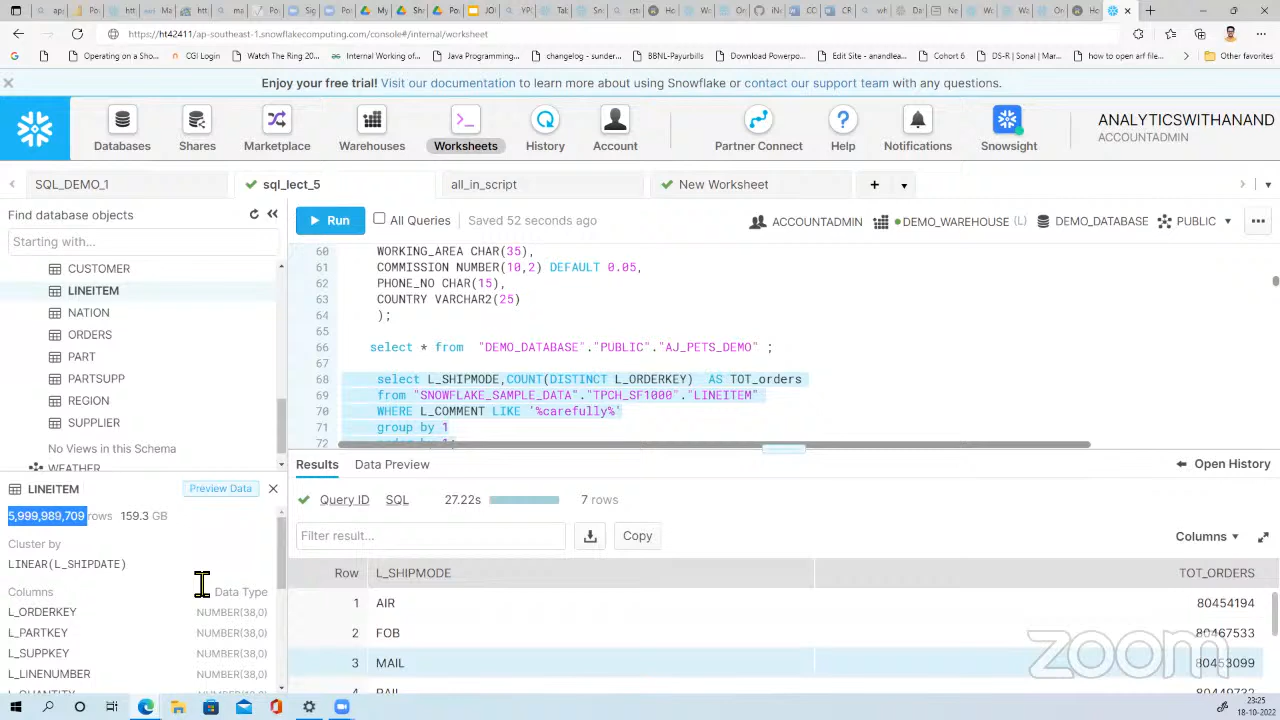 https://ht42411/ap-southeast-1.snowflakecomputing.com/console#/internal/worksheet
Operating on a Sho...
CGI Login
Watch The Ring 20...
Internal Working of...
Java Programming...
changelog - sunder...
BBNL-Payurbills
Download
Edit Site - anandlea...
Cohort
DS-R | Sonal | Mar...
how to open arf file...
Other favorites
Enjoy your free trial! Visit our documentation to learn more about using Snowflake or contact our support team with any questions.
Databases
Shares
Marketplace
Warehouses
Worksheets
History
Account
Partner Connect
Help
Notifications
Snowsight
ANALYTICSWITHANAND
ACCOUNTADMIN
SQL_DEMO_1
sql_lect_5
all_in_script
New Worksheet
Find database objects
Run
All Queries
Saved 52 seconds ago
ACCOUNTADMIN
DEMO_WAREHOUSE (L)
DEMO_DATABASE
PUBLIC
Starting with...
CUSTOMER
LINEITEM
NATION
ORDERS
PART
PARTSUPP
REGION
SUPPLIER
No Views in this Schema
WEATHER
60 WORKING_AREA CHAR(35),
61 COMMISSION NUMBER(10,2) DEFAULT 0.05,
62 PHONE_NO CHAR(15),
63 COUNTRY VARCHAR2(25)
64 );
65
66 select * from "DEMO_DATABASE"."PUBLIC"."AJ_PETS_DEMO" ;
67
68 select L_SHIPMODE,COUNT(DISTINCT L_ORDERKEY) AS TOT_orders
69 from "SNOWFLAKE_SAMPLE_DATA"."TPCH_SF1000"."LINEITEM"
70 WHERE L_COMMENT LIKE '%carefully%'
71 group by 1
72 order by 1;
LINEITEM
Preview Data
5,999,989,709 rows 159.3 GB
Cluster by
LINEAR(L_SHIPDATE)
Columns Data Type
L_ORDERKEY NUMBER(38,0)
L_PARTKEY NUMBER(38,0)
L_SUPPKEY NUMBER(38,0)
L_LINENUMBER NUMBER(38,0)
L_QUANTITY
Results
Data Preview
Open History
Query ID
SQL
27.22s
7 rows
Filter result...
Copy
Columns
Row L_SHIPMODE TOT_ORDERS
1 AIR 80454194
2 FOB 80467533
3 MAIL 80453099
4 RAIL 80449732
zoom
23:25
18-10-2022